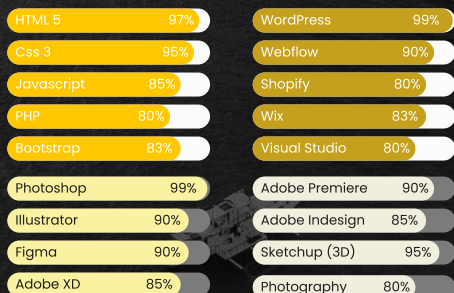 HTML 5 97%
Css 3 95%
Javascript 85%
PHP 80%
Bootstrap 83%
WordPress 99%
Webflow 90%
Shopify 80%
Wix 83%
Visual Studio 80%
Photoshop 99%
Illustrator 90%
Figma 90%
Adobe XD 85%
Adobe Premiere 90%
Adobe Indesign 85%
Sketchup (3D) 95%
Photography 80%